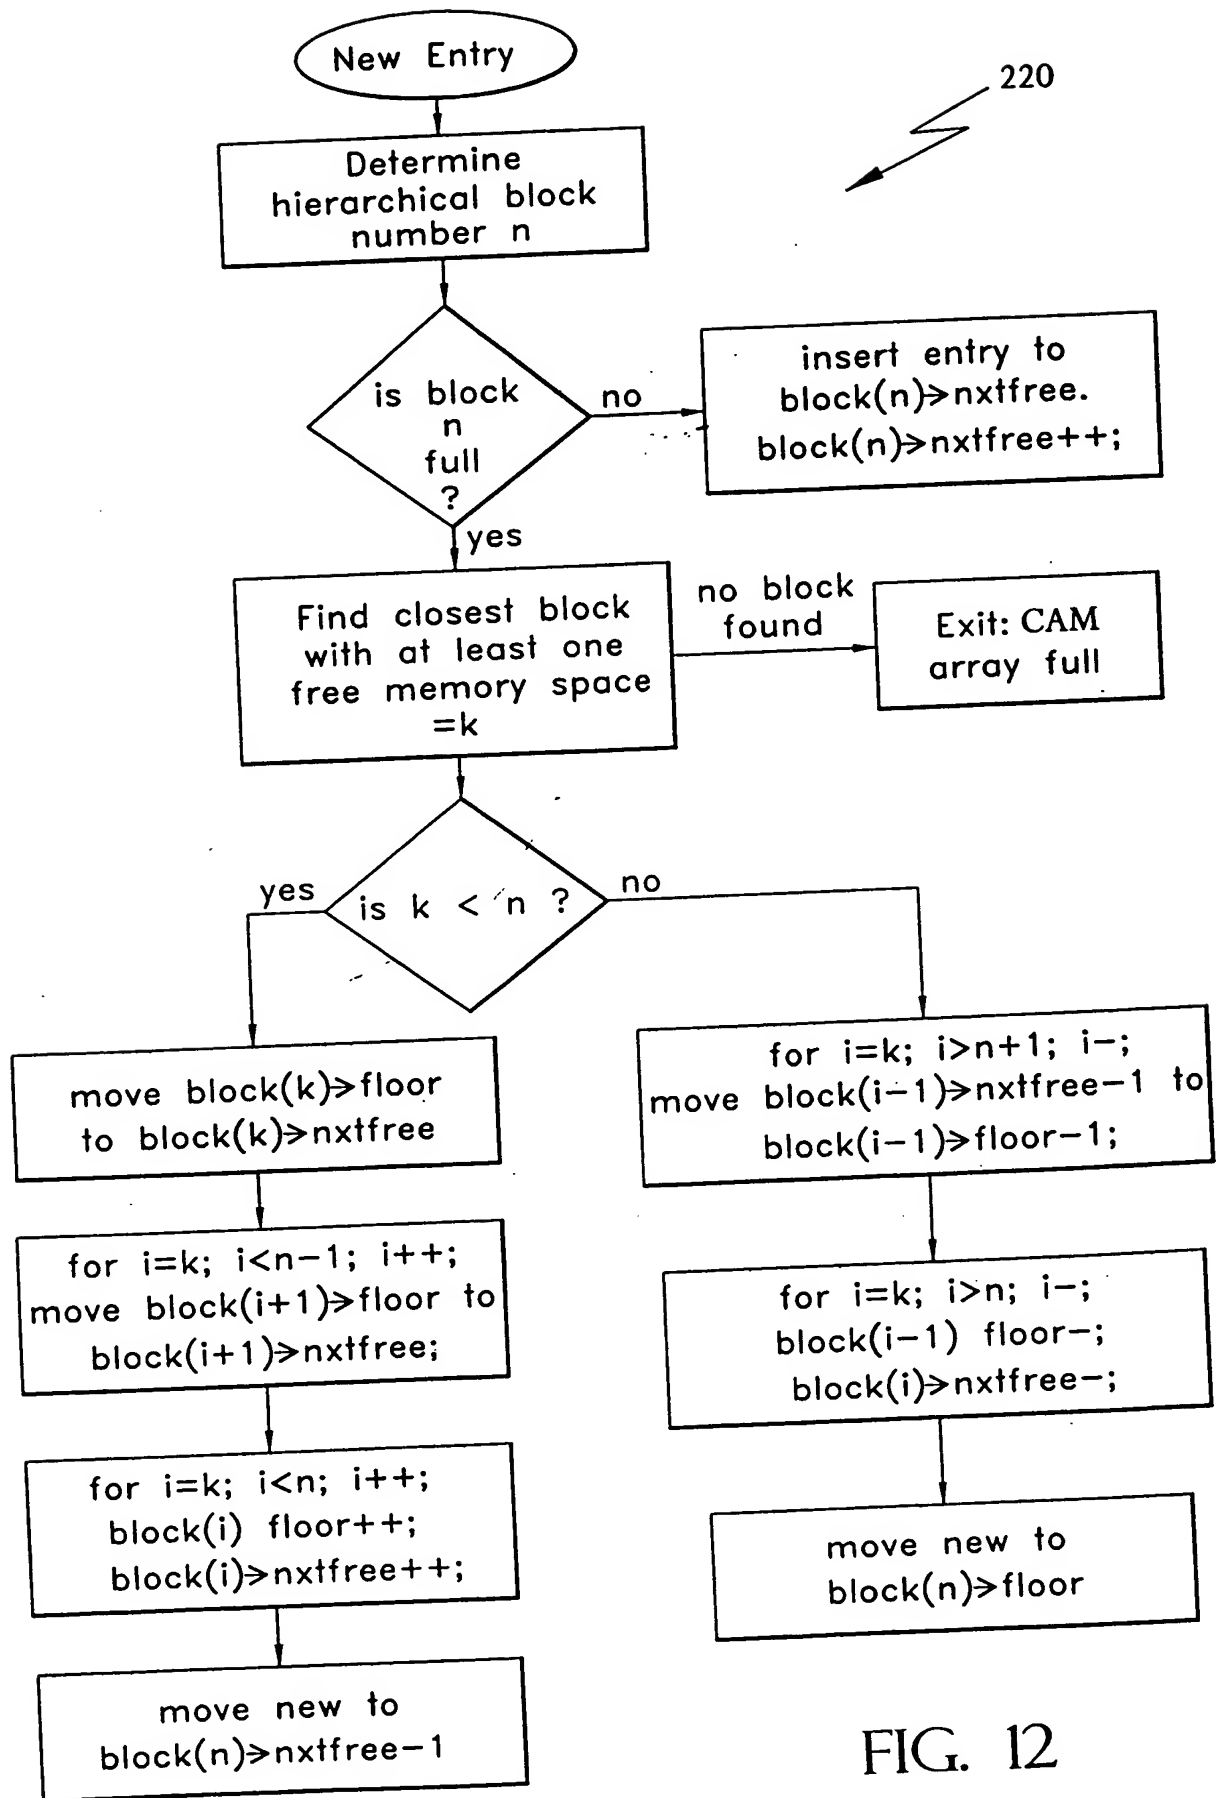 New Entry
220
Determine
hierarchical block
number n
is block
n
full
?
no
insert entry to
block(n)->nxtfree.
block(n)->nxtfree++;
yes
Find closest block
with at least one
free memory space
=k
no block
found
Exit: CAM
array full
is k < n ?
yes
no
move block(k)->floor
to block(k)->nxtfree
for i=k; i<n-1; i++;
move block(i+1)->floor to
block(i+1)->nxtfree;
for i=k; i<n; i++;
block(i) floor++;
block(i)->nxtfree++;
move new to
block(n)->nxtfree-1
for i=k; i>n+1; i-;
move block(i-1)->nxtfree-1 to
block(i-1)->floor-1;
for i=k; i>n; i-;
block(i-1) floor-;
block(i)->nxtfree-;
move new to
block(n)->floor
FIG. 12